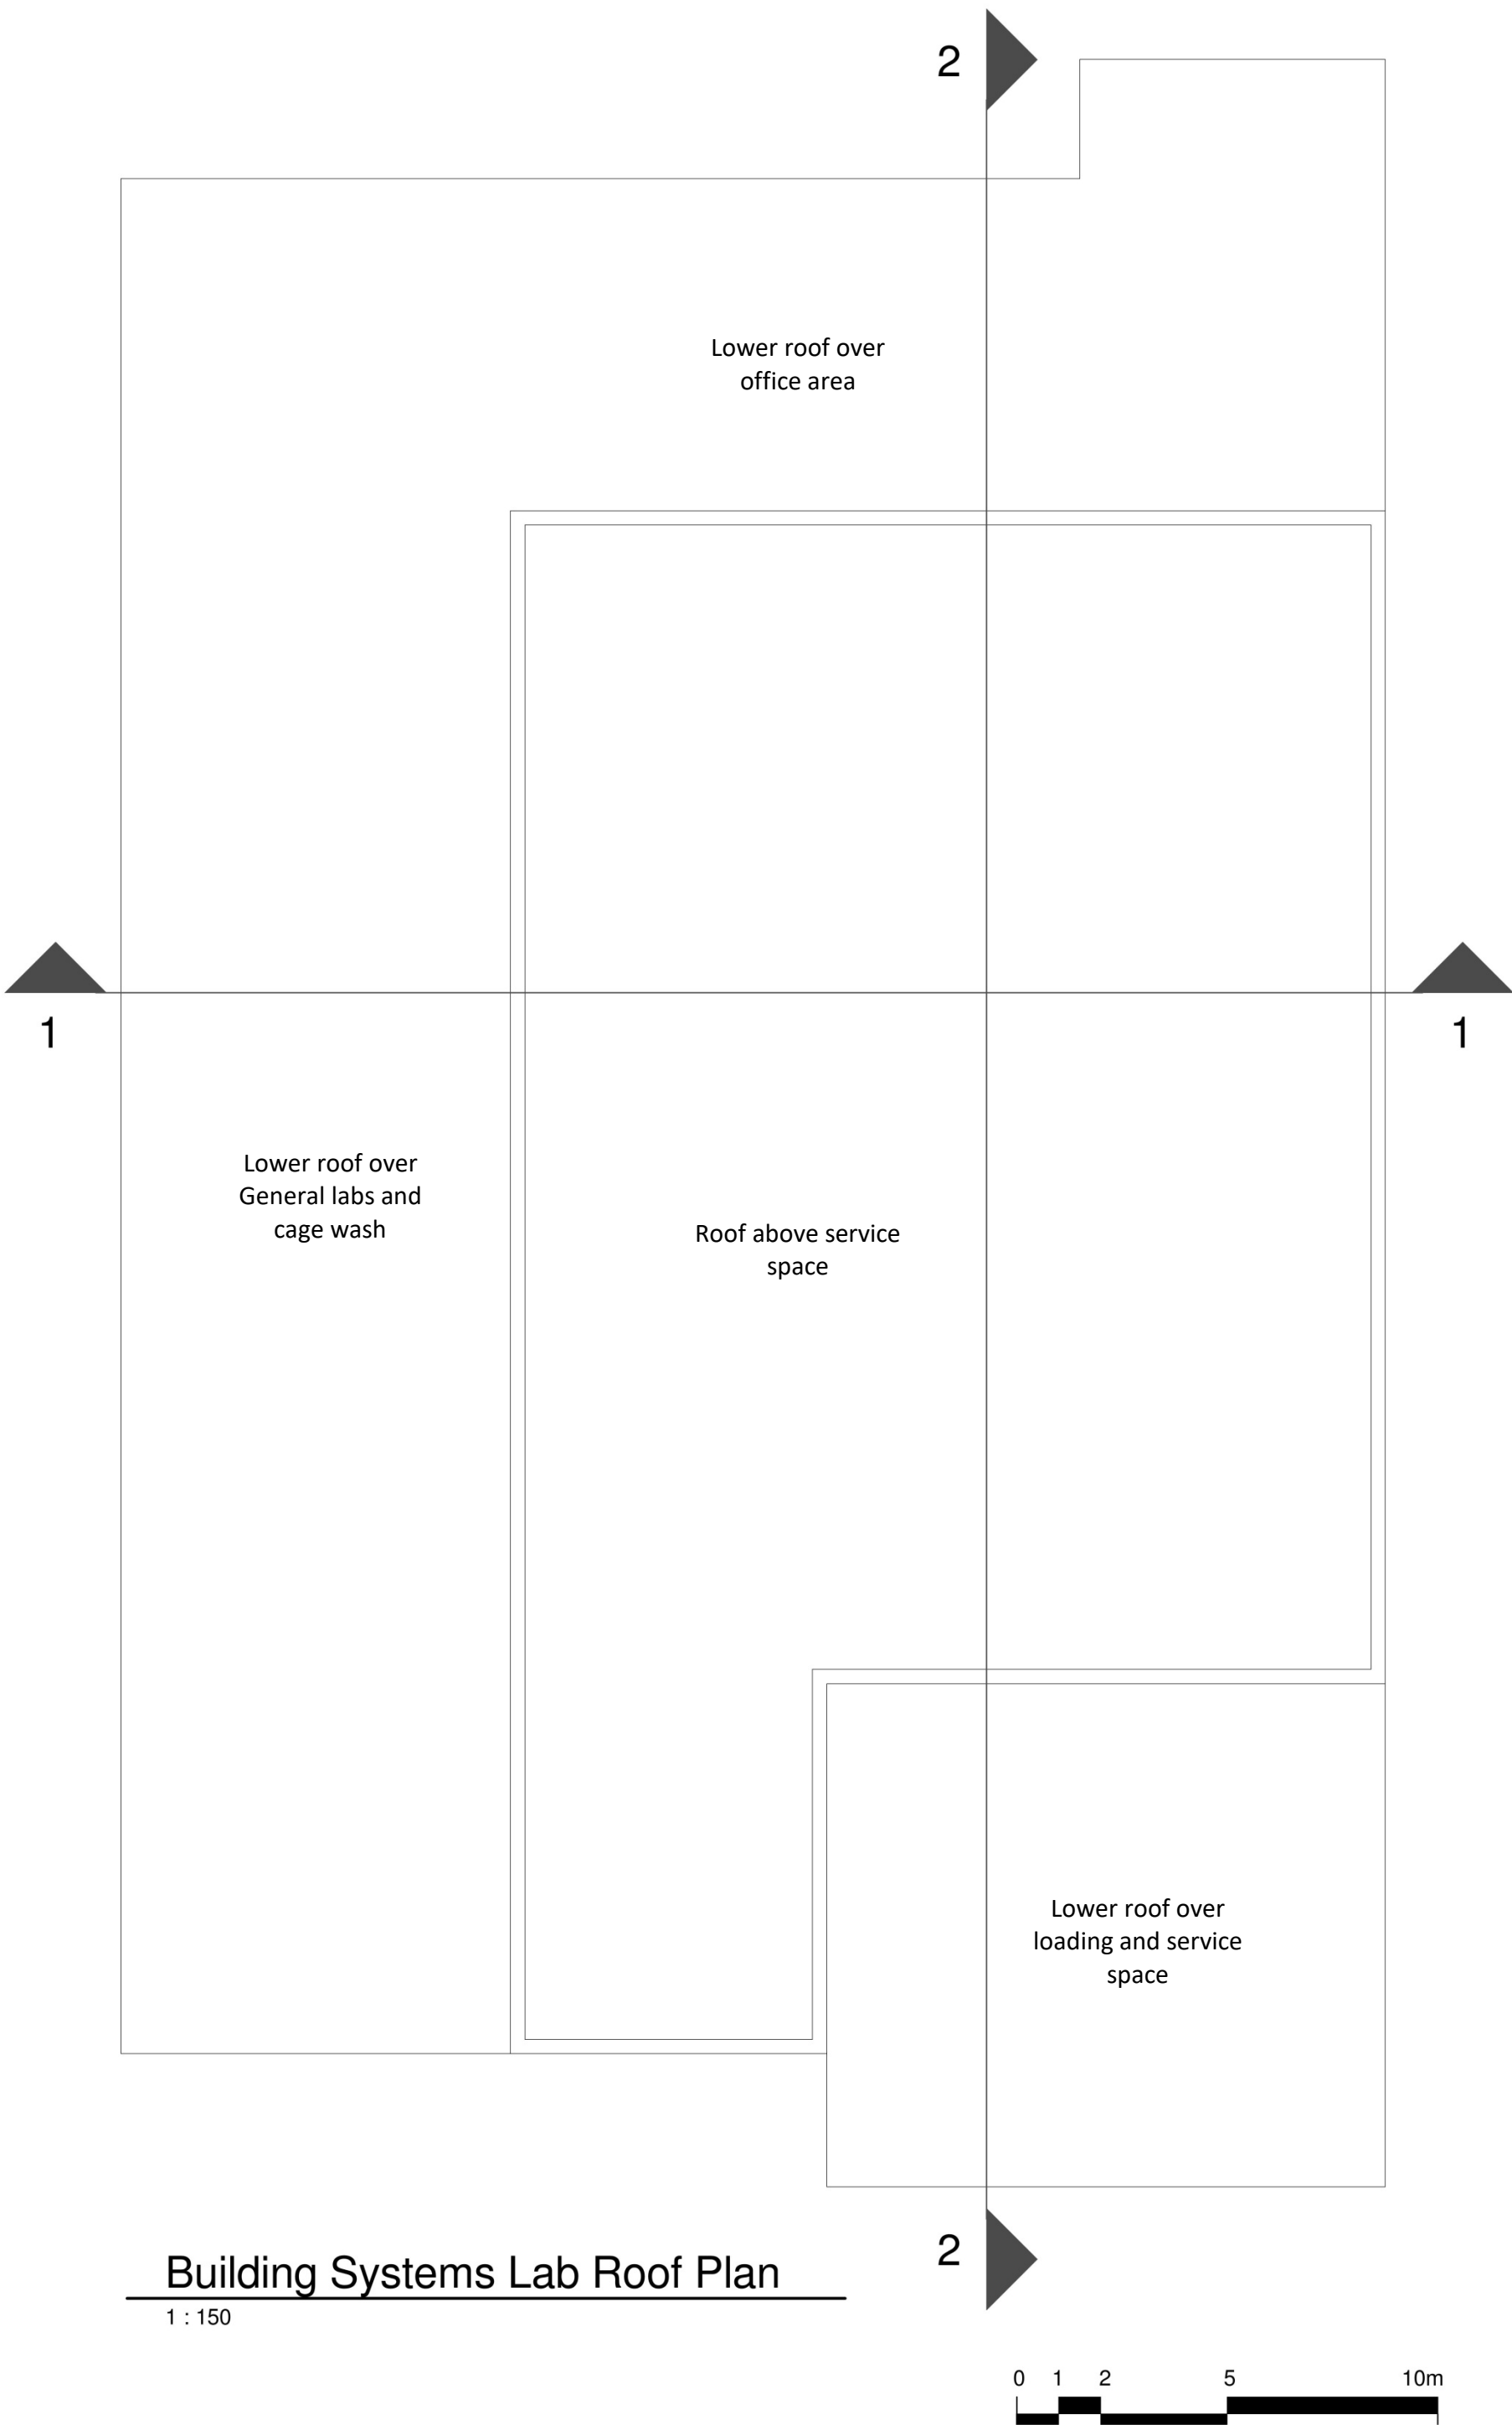 2
Lower roof over
office area
1
1
Lower roof over
General labs and
cage wash
Roof above service
space
Lower roof over
loading and service
space
2
Building Systems Lab Roof Plan
1 : 150
0 1 2 5 10m